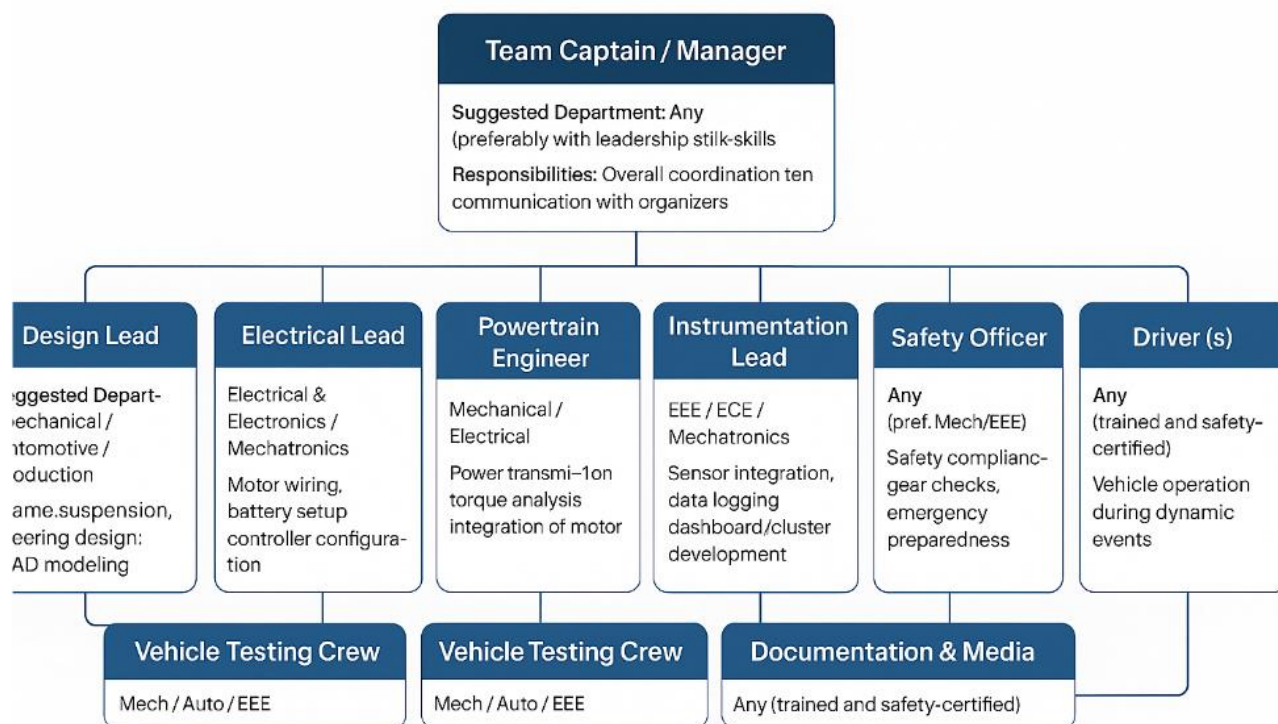 Team Captain / Manager
Suggested Department: Any
(preferably with leadership stilk-skills
Responsibilities: Overall coordination ten
communication with organizers
Design Lead
eggested Depart-
pechanical /
ntomotive /
oduction
ame.suspension,
eering design:
AD modeling
Electrical Lead
Electrical &
Electronics /
Mechatronics
Motor wiring,
battery setup
controller configura-
tion
Powertrain
Engineer
Mechanical /
Electrical
Power transmi–1on
torque analysis
integration of motor
Instrumentation
Lead
EEE / ECE /
Mechatronics
Sensor integration,
data logging
dashboard/cluster
development
Safety Officer
Any
(pref. Mech/EEE)
Safety complianc-
gear checks,
emergency
preparedness
Driver (s)
Any
(trained and safety-
certified)
Vehicle operation
during dynamic
events
Vehicle Testing Crew
Mech / Auto / EEE
Vehicle Testing Crew
Mech / Auto / EEE
Documentation & Media
Any (trained and safety-certified)